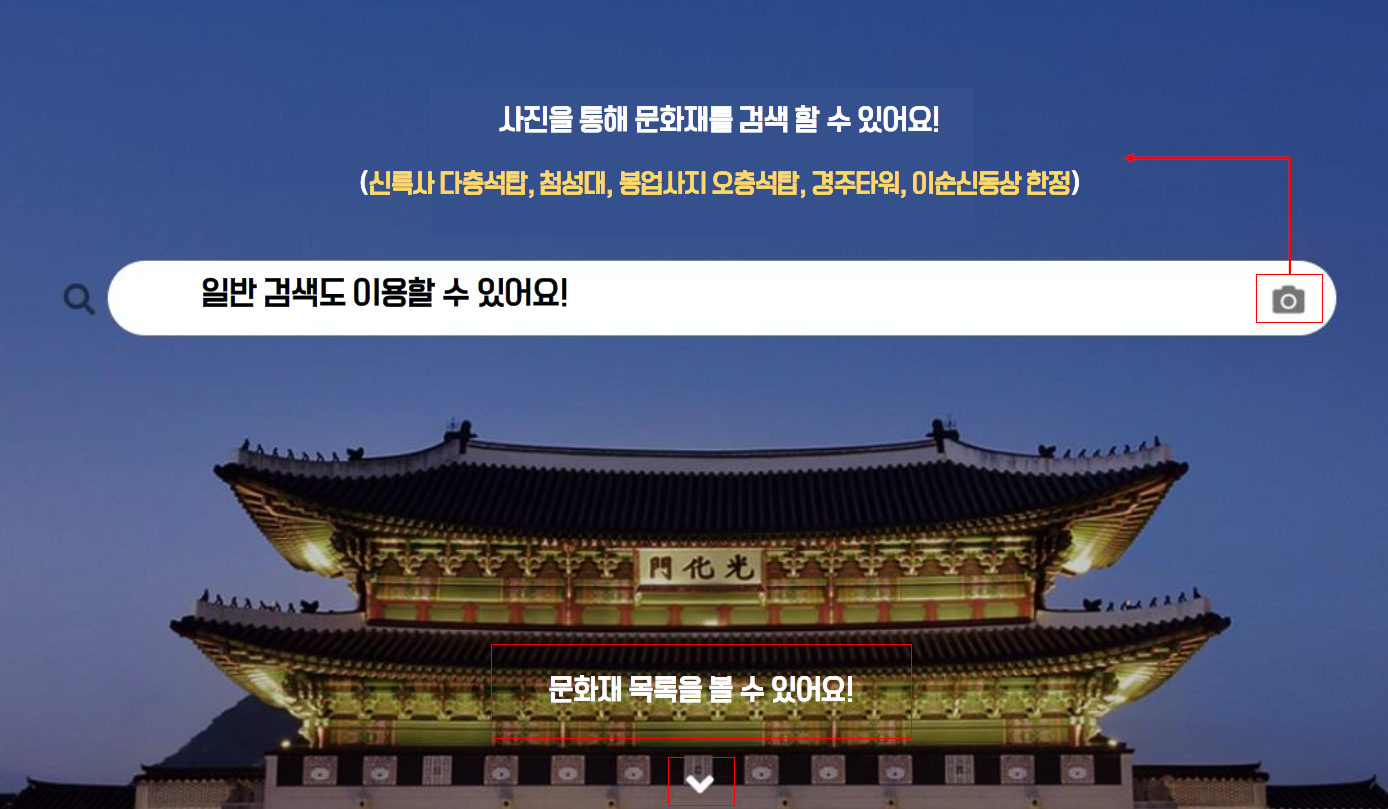 사진을 통해 문화재를 검색 할 수 있어요!
(신륵사 다층석탑, 첨성대, 봉업사지 오층석탑, 경주타워, 이순신동상 한정)
일반 검색도 이용할 수 있어요!
門化光
문화재 목록을 볼 수 있어요!